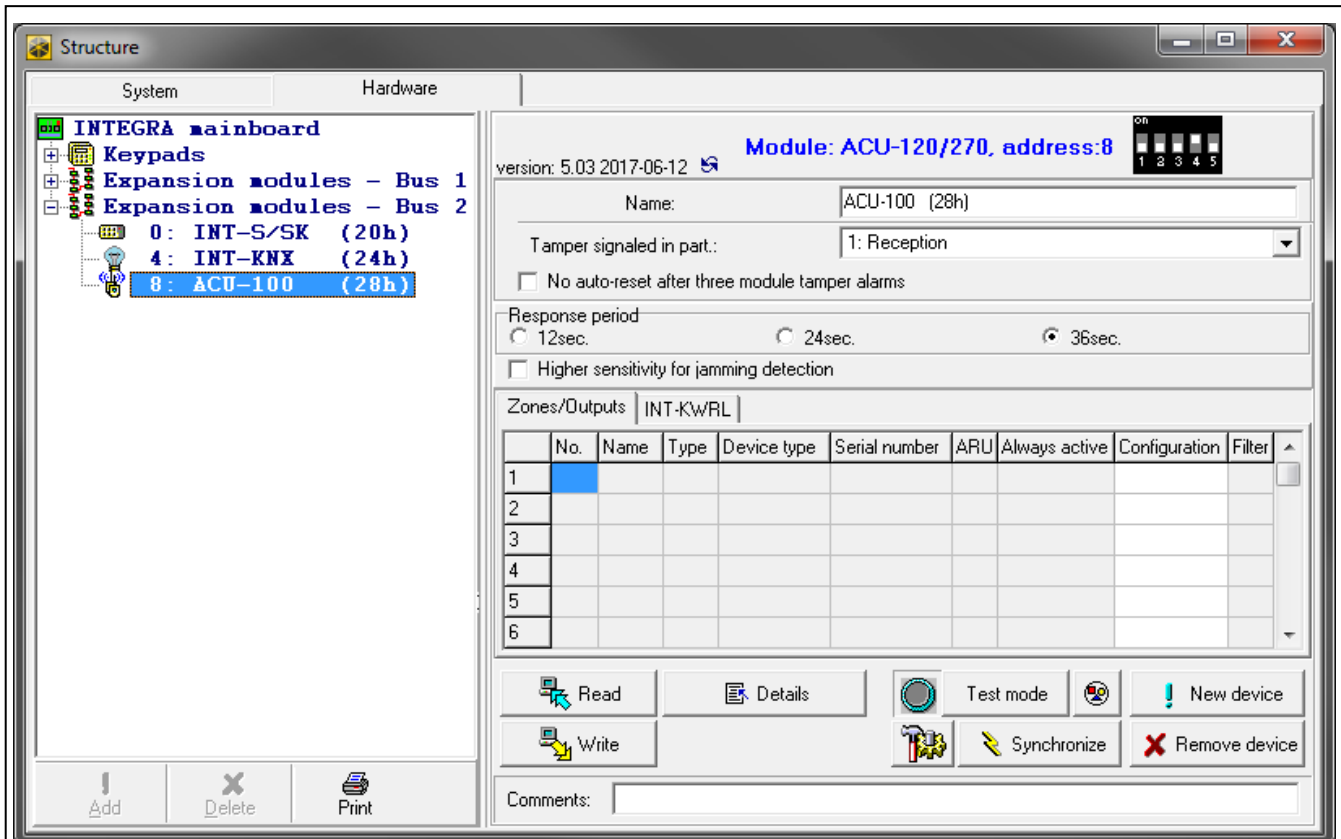 Structure
System
Hardware
INTEGRA mainboard
Keypads
Expansion modules - Bus 1
Expansion modules - Bus 2
0: INT-S/SK (20h)
4: INT-KNX (24h)
8: ACU-100 (28h)
Add
Delete
Print
version: 5.03 2017-06-12
Module: ACU-120/270, address:8
on
1 2 3 4 5
Name:
ACU-100 (28h)
Tamper signaled in part.:
1: Reception
No auto-reset after three module tamper alarms
Response period
12sec.
24sec.
36sec.
Higher sensitivity for jamming detection
Zones/Outputs
INT-KWRL
No. Name Type Device type Serial number ARU Always active Configuration Filter
1
2
3
4
5
6
Read
Details
Test mode
New device
Write
Synchronize
Remove device
Comments: